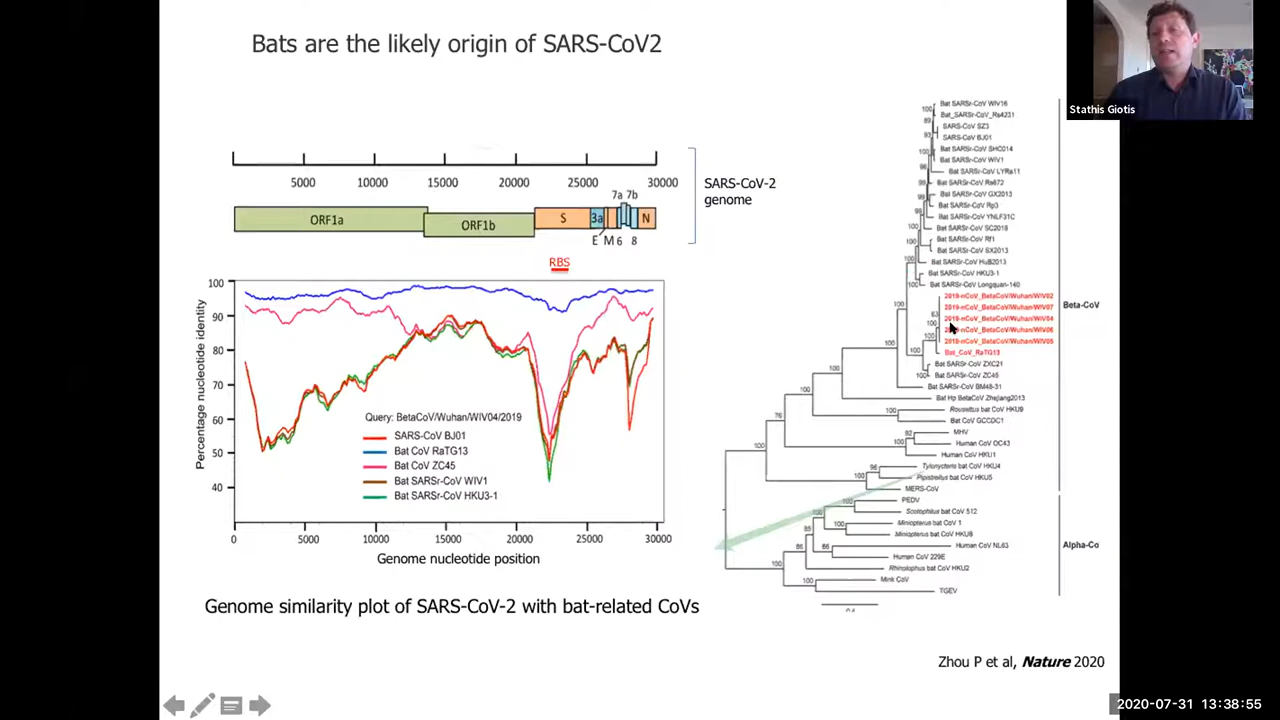 Bats are the likely origin of SARS-CoV2
Stathis Giotis
5000 10000 15000 20000 25000 30000
SARS-CoV-2
genome
7a 7b
ORF1a ORF1b S 3a N
E M 6 8
RBS
Percentage nucleotide identity
100
90
80
70
60
50
40
Query: BetaCoV/Wuhan/WIV04/2019
SARS-CoV BJ01
Bat CoV RaTG13
Bat CoV ZC45
Bat SARSr-CoV WIV1
Bat SARSr-CoV HKU3-1
0 5000 10000 15000 20000 25000 30000
Genome nucleotide position
Genome similarity plot of SARS-CoV-2 with bat-related CoVs
Bat SARSr-CoV WIV16
Bat_SARSr-CoV_Rs4231
SARS-CoV SZ3
SARS-CoV BJ01
Bat SARSr-CoV SHC014
Bat SARSr-CoV WIV1
Bat SARSr-CoV LYRa11
Bat SARSr-CoV Rs672
Bat SARSr-CoV GX2013
Bat SARSr-CoV Rp3
Bat SARSr-CoV YNLF31C
Bat SARSr-CoV SC2018
Bat SARSr-CoV Rf1
Bat SARSr-CoV SX2013
Bat SARSr-CoV HuB2013
Bat SARSr-CoV HKU3-1
Bat SARSr-CoV Longquan-140
2019-nCoV_BetaCoV/Wuhan/WIV02
2019-nCoV_BetaCoV/Wuhan/WIV07
2019-nCoV_BetaCoV/Wuhan/WIV04
-nCoV_BetaCoV/Wuhan/WIV06
2019-nCoV_BetaCoV/Wuhan/WIV05
Bat_CoV_RaTG13
Bat SARSr-CoV ZXC21
Bat SARSr-CoV ZC45
Bat SARSr-CoV BM48-31
Bat Hp BetaCoV Zhejiang2013
Rousettus bat CoV HKU9
Bat CoV GCCDC1
MHV
Human CoV OC43
Human CoV HKU1
Tylonycteris bat CoV HKU4
Pipistrellus bat CoV HKU5
MERS-CoV
PEDV
Scotophilus bat CoV 512
Miniopterus bat CoV 1
Miniopterus bat CoV HKU8
Human CoV NL63
Human CoV 229E
Rhinolophus bat CoV HKU2
Mink CoV
TGEV
Beta-CoV
Alpha-Co
Zhou P et al, Nature 2020
2020-07-31 13:38:55